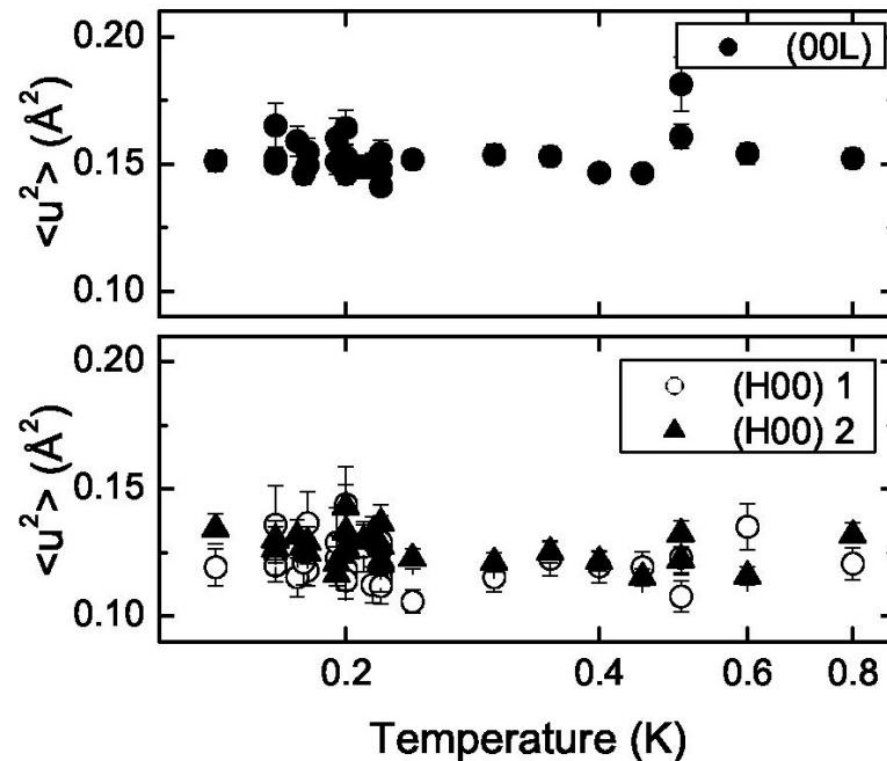 0.20
(00L)
<u²> (Å²)
0.15
0.10
0.20
(H00) 1
(H00) 2
<u²> (Å²)
0.15
0.10
0.2 0.4 0.6 0.8
Temperature (K)